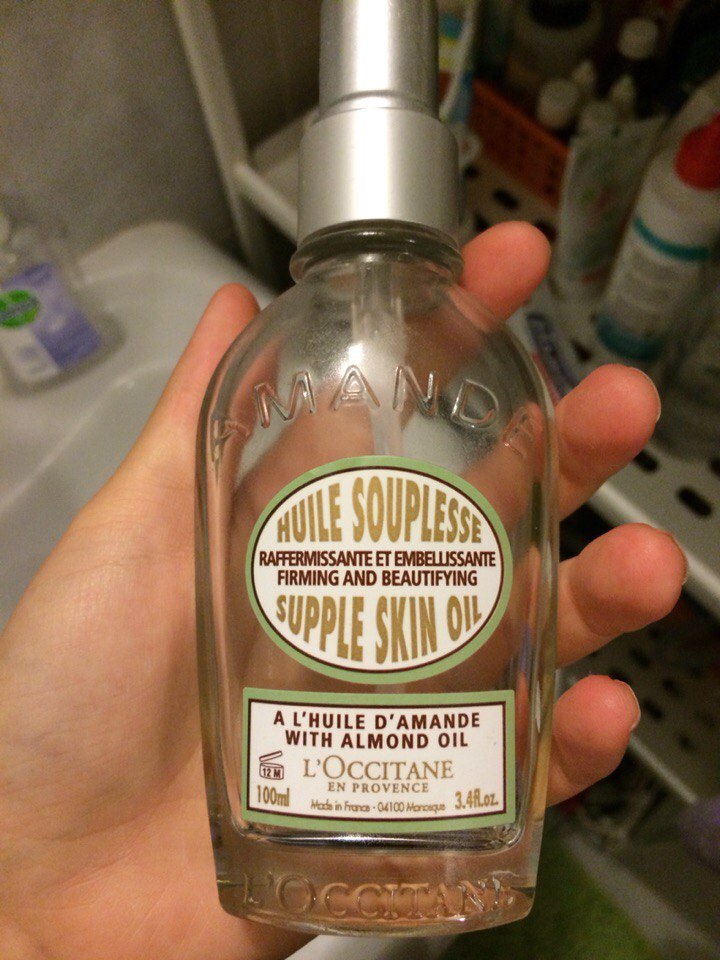 AMANDE
HUILE SOUPLESSE
RAFFERMISSANTE ET EMBELLISSANTE
FIRMING AND BEAUTIFYING
SUPPLE SKIN OIL
A L'HUILE D'AMANDE
WITH ALMOND OIL
12 M
L'OCCITANE
EN PROVENCE
100ml
Made in France - 04100 Manosque
3.4fl.oz.
L'OCCITANE